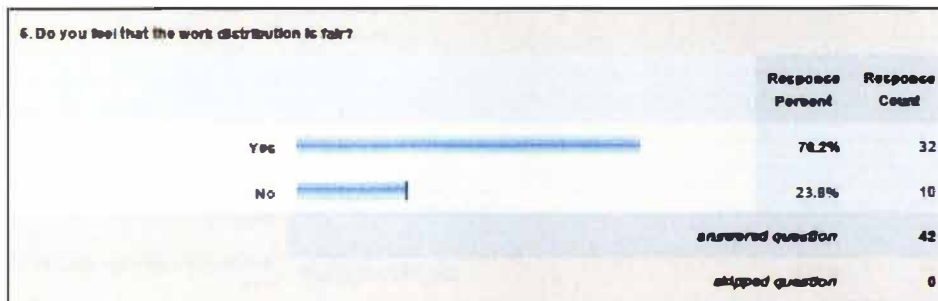 6. Do you feel that the work distribution is fair?
Response Percent
Response Count
Yes 76.2% 32
No 23.8% 10
answered question 42
skipped question 0